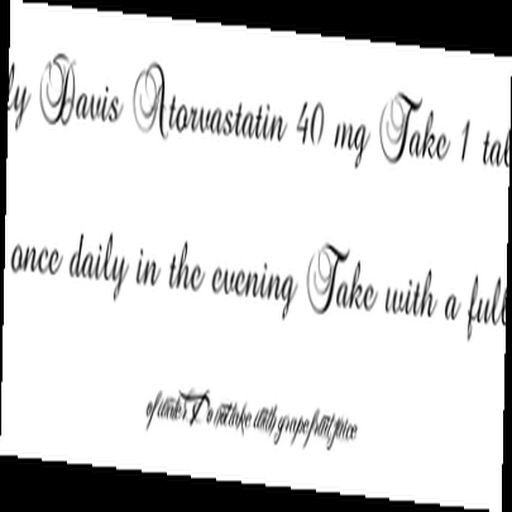 ly Davis Atorvastatin 40 mg Take 1 tal
once daily in the evening Take with a full
of water Do not take with grapefruit juice